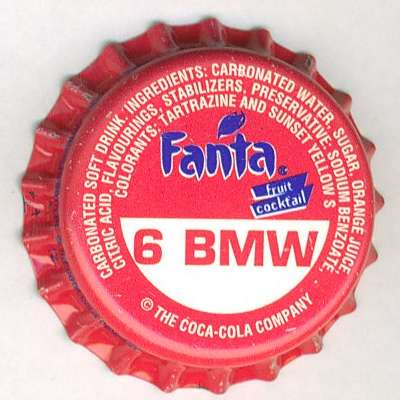 CARBONATED SOFT DRINK. INGREDIENTS: CARBONATED WATER, SUGAR, ORANGE JUICE
CITRIC ACID, FLAVOURINGS, STABILIZERS, PRESERVATIVE: SODIUM BENZOATE,
COLORANTS: TARTRAZINE AND SUNSET YELLOW S
Fanta®
fruit
cocktail
6 BMW
© THE COCA-COLA COMPANY